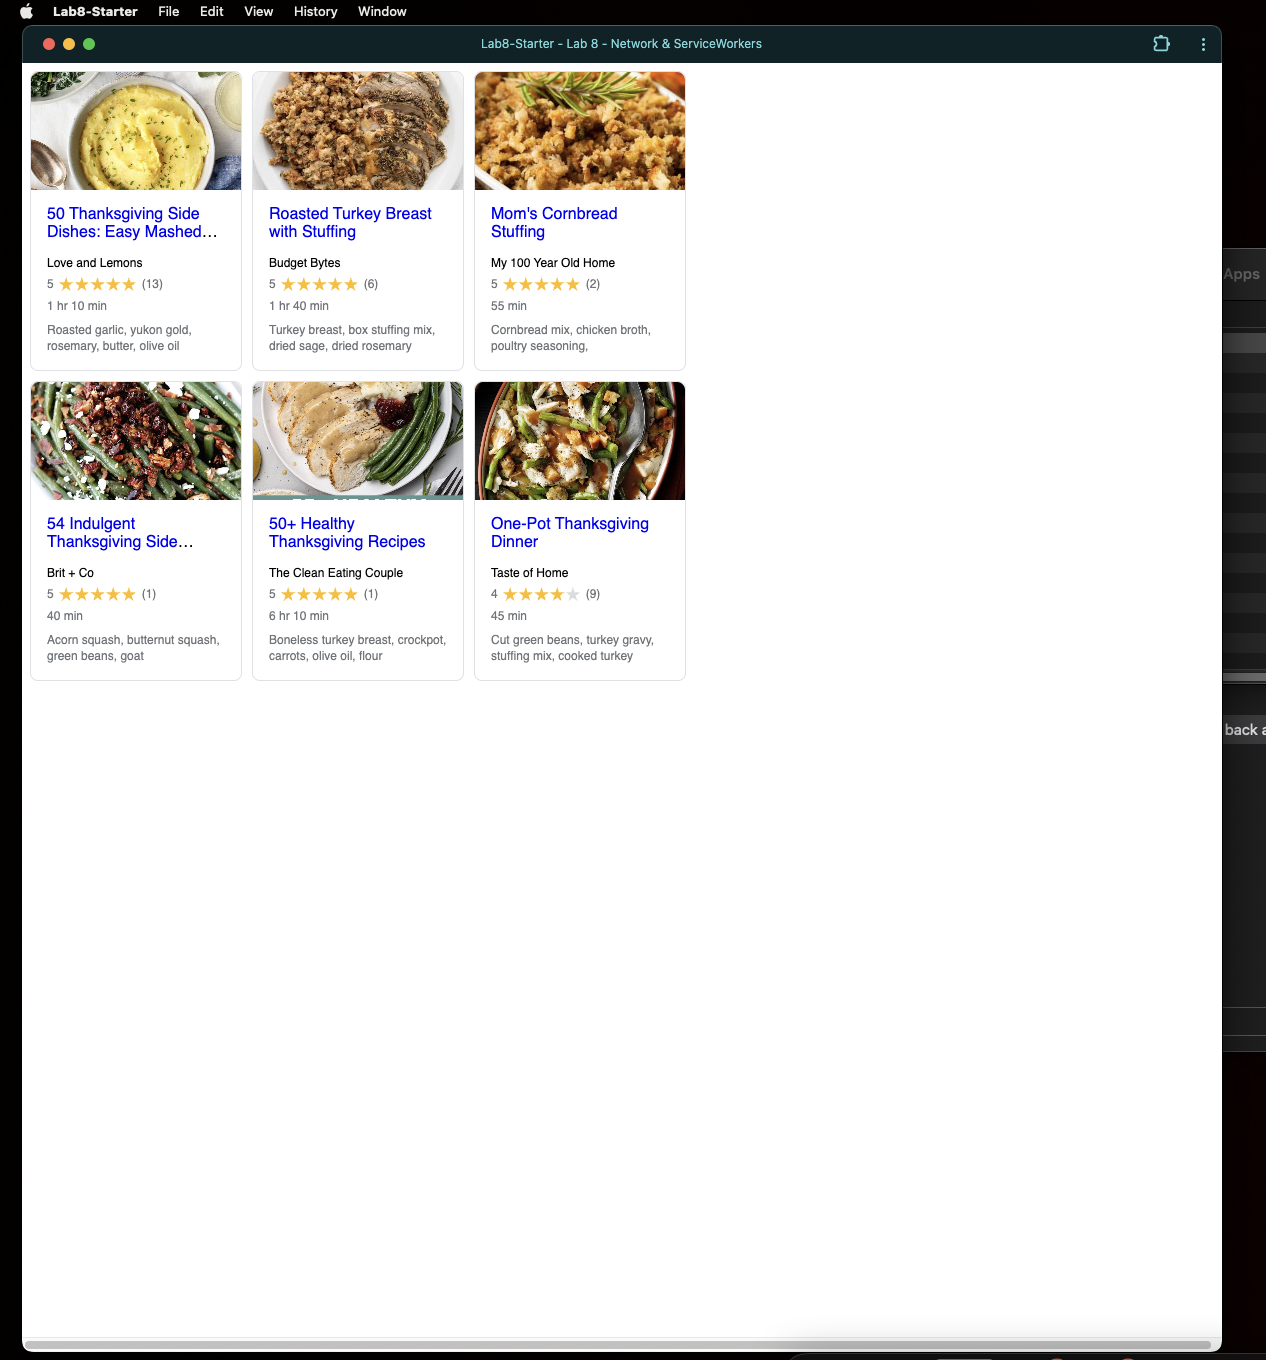 Lab8-Starter File Edit View History Window
Lab8-Starter - Lab 8 - Network & ServiceWorkers
50 Thanksgiving Side
Dishes: Easy Mashed...
Love and Lemons
5 (13)
1 hr 10 min
Roasted garlic, yukon gold,
rosemary, butter, olive oil
Roasted Turkey Breast
with Stuffing
Budget Bytes
5 (6)
1 hr 40 min
Turkey breast, box stuffing mix,
dried sage, dried rosemary
Mom's Cornbread
Stuffing
My 100 Year Old Home
5 (2)
55 min
Cornbread mix, chicken broth,
poultry seasoning,
54 Indulgent
Thanksgiving Side...
Brit + Co
5 (1)
40 min
Acorn squash, butternut squash,
green beans, goat
50+ Healthy
Thanksgiving Recipes
The Clean Eating Couple
5 (1)
6 hr 10 min
Boneless turkey breast, crockpot,
carrots, olive oil, flour
One-Pot Thanksgiving
Dinner
Taste of Home
4 (9)
45 min
Cut green beans, turkey gravy,
stuffing mix, cooked turkey
Apps
back a